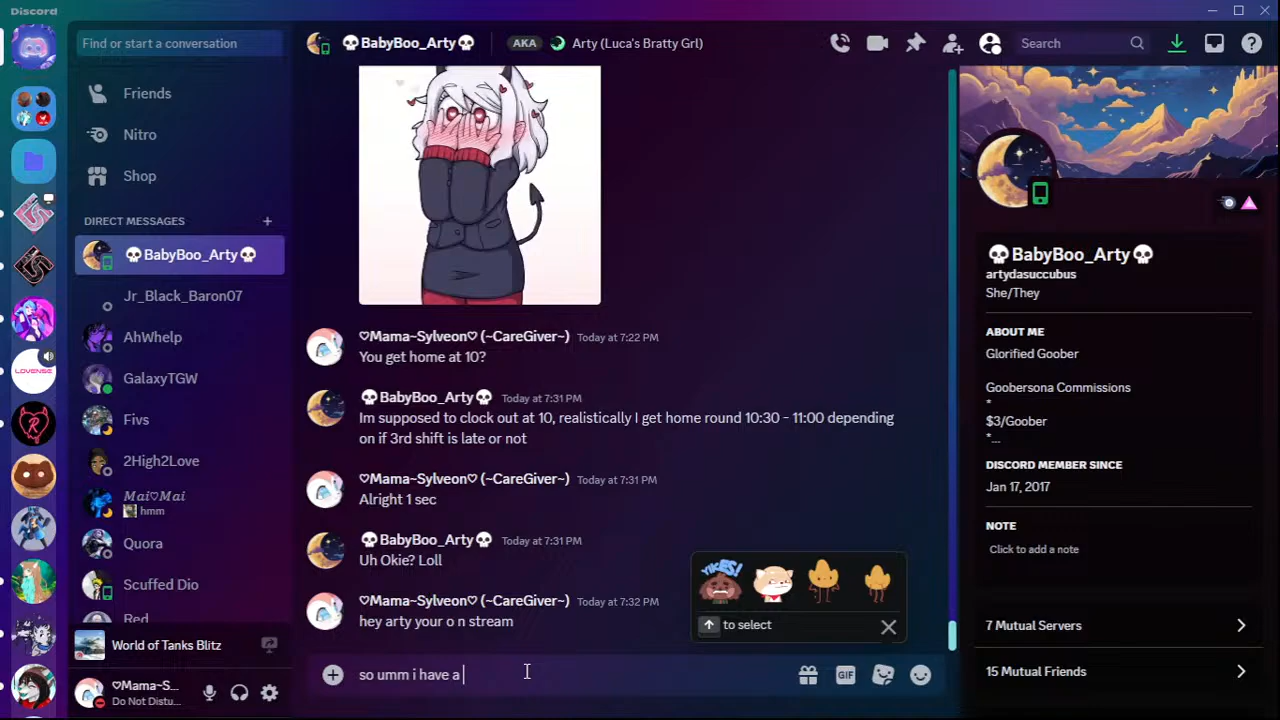 Discord
Find or start a conversation
💀BabyBoo_Arty💀
AKA
Arty (Luca's Bratty Grl)
Search
Friends
Nitro
Shop
DIRECT MESSAGES
💀BabyBoo_Arty💀
Jr_Black_Baron07
AhWhelp
GalaxyTGW
Fivs
2High2Love
Mai♡Mai
hmm
Quora
Scuffed Dio
Red
World of Tanks Blitz
♡Mama~S...
Do Not Distu...
LOVENSE
♡Mama~Sylveon♡ (~CareGiver~) Today at 7:22 PM
You get home at 10?
💀BabyBoo_Arty💀 Today at 7:31 PM
Im supposed to clock out at 10, realistically I get home round 10:30 - 11:00 depending
on if 3rd shift is late or not
♡Mama~Sylveon♡ (~CareGiver~) Today at 7:31 PM
Alright 1 sec
💀BabyBoo_Arty💀 Today at 7:31 PM
Uh Okie? Loll
♡Mama~Sylveon♡ (~CareGiver~) Today at 7:32 PM
hey arty your o n stream
YIKES!
to select
so umm i have a
GIF
💀BabyBoo_Arty💀
artydasuccubus
She/They
ABOUT ME
Glorified Goober
Goobersona Commissions
*
$3/Goober
*...
DISCORD MEMBER SINCE
Jan 17, 2017
NOTE
Click to add a note
7 Mutual Servers
15 Mutual Friends